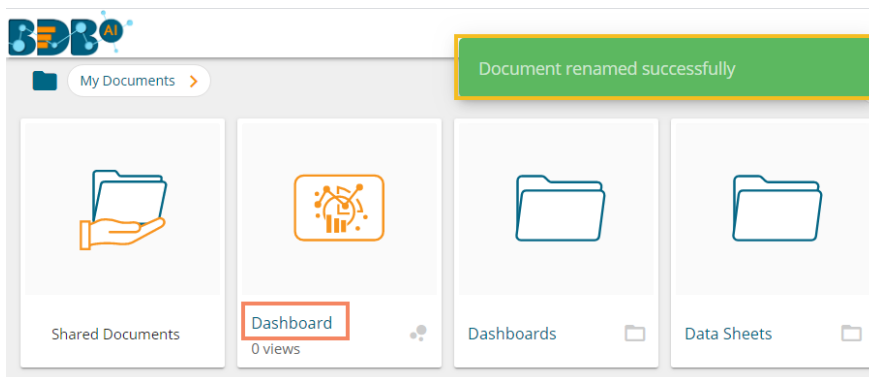 BDB AI
Document renamed successfully
My Documents
Shared Documents
Dashboard
0 views
Dashboards
Data Sheets